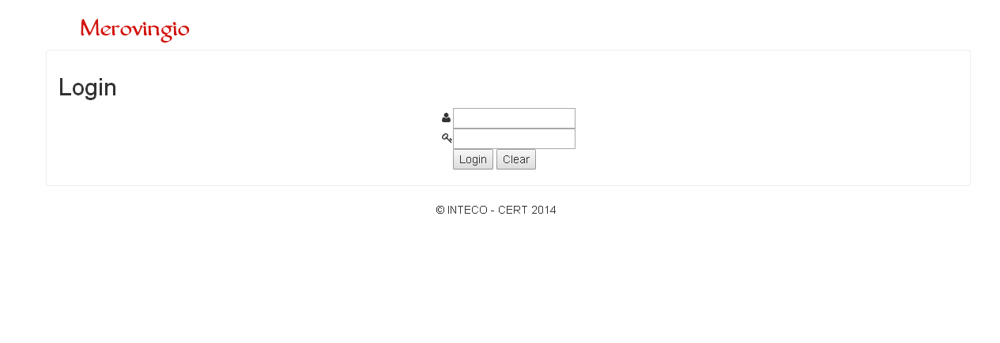 Merovingio
Login
Login Clear
© INTECO - CERT 2014